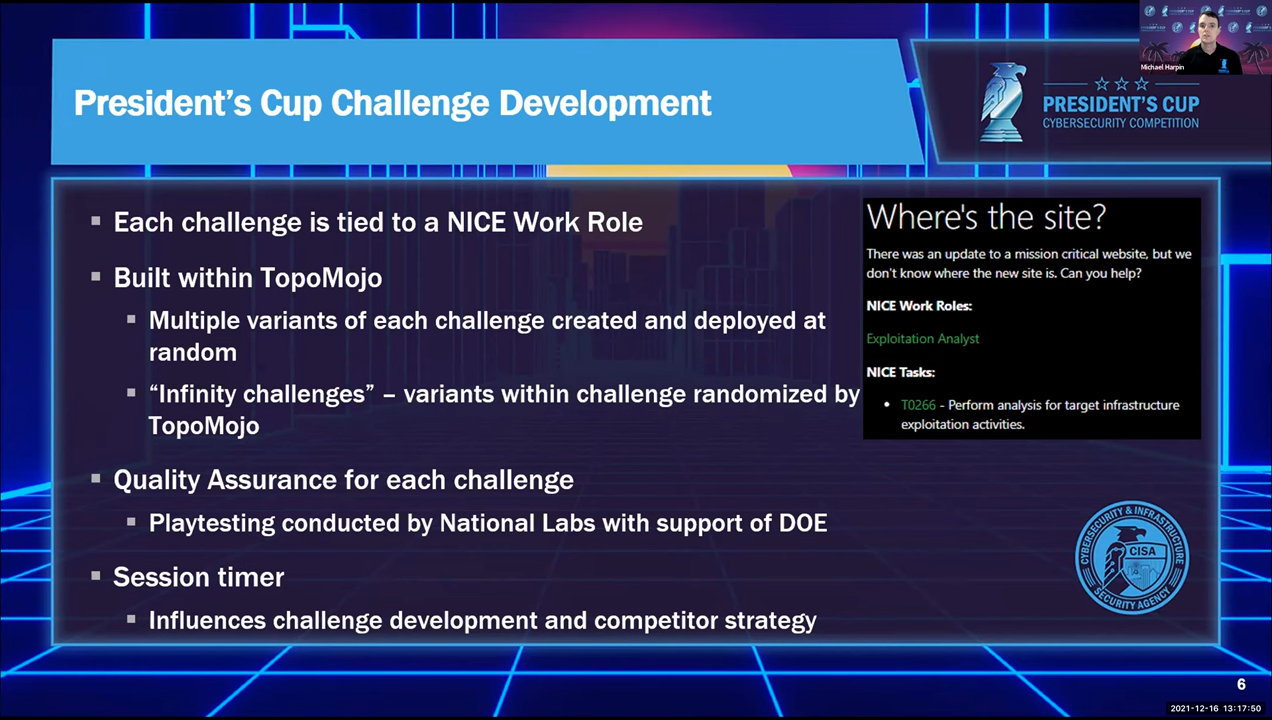 Michael Harpin
President's Cup Challenge Development
PRESIDENT'S CUP
CYBERSECURITY COMPETITION
▪ Each challenge is tied to a NICE Work Role
▪ Built within TopoMojo
▪ Multiple variants of each challenge created and deployed at
random
▪ “Infinity challenges” – variants within challenge randomized by
TopoMojo
▪ Quality Assurance for each challenge
▪ Playtesting conducted by National Labs with support of DOE
▪ Session timer
▪ Influences challenge development and competitor strategy
Where's the site?
There was an update to a mission critical website, but we
don't know where the new site is. Can you help?
NICE Work Roles:
Exploitation Analyst
NICE Tasks:
• T0266 - Perform analysis for target infrastructure
exploitation activities.
CYBERSECURITY & INFRASTRUCTURE
CISA
SECURITY AGENCY
6
2021-12-16 13:17:50